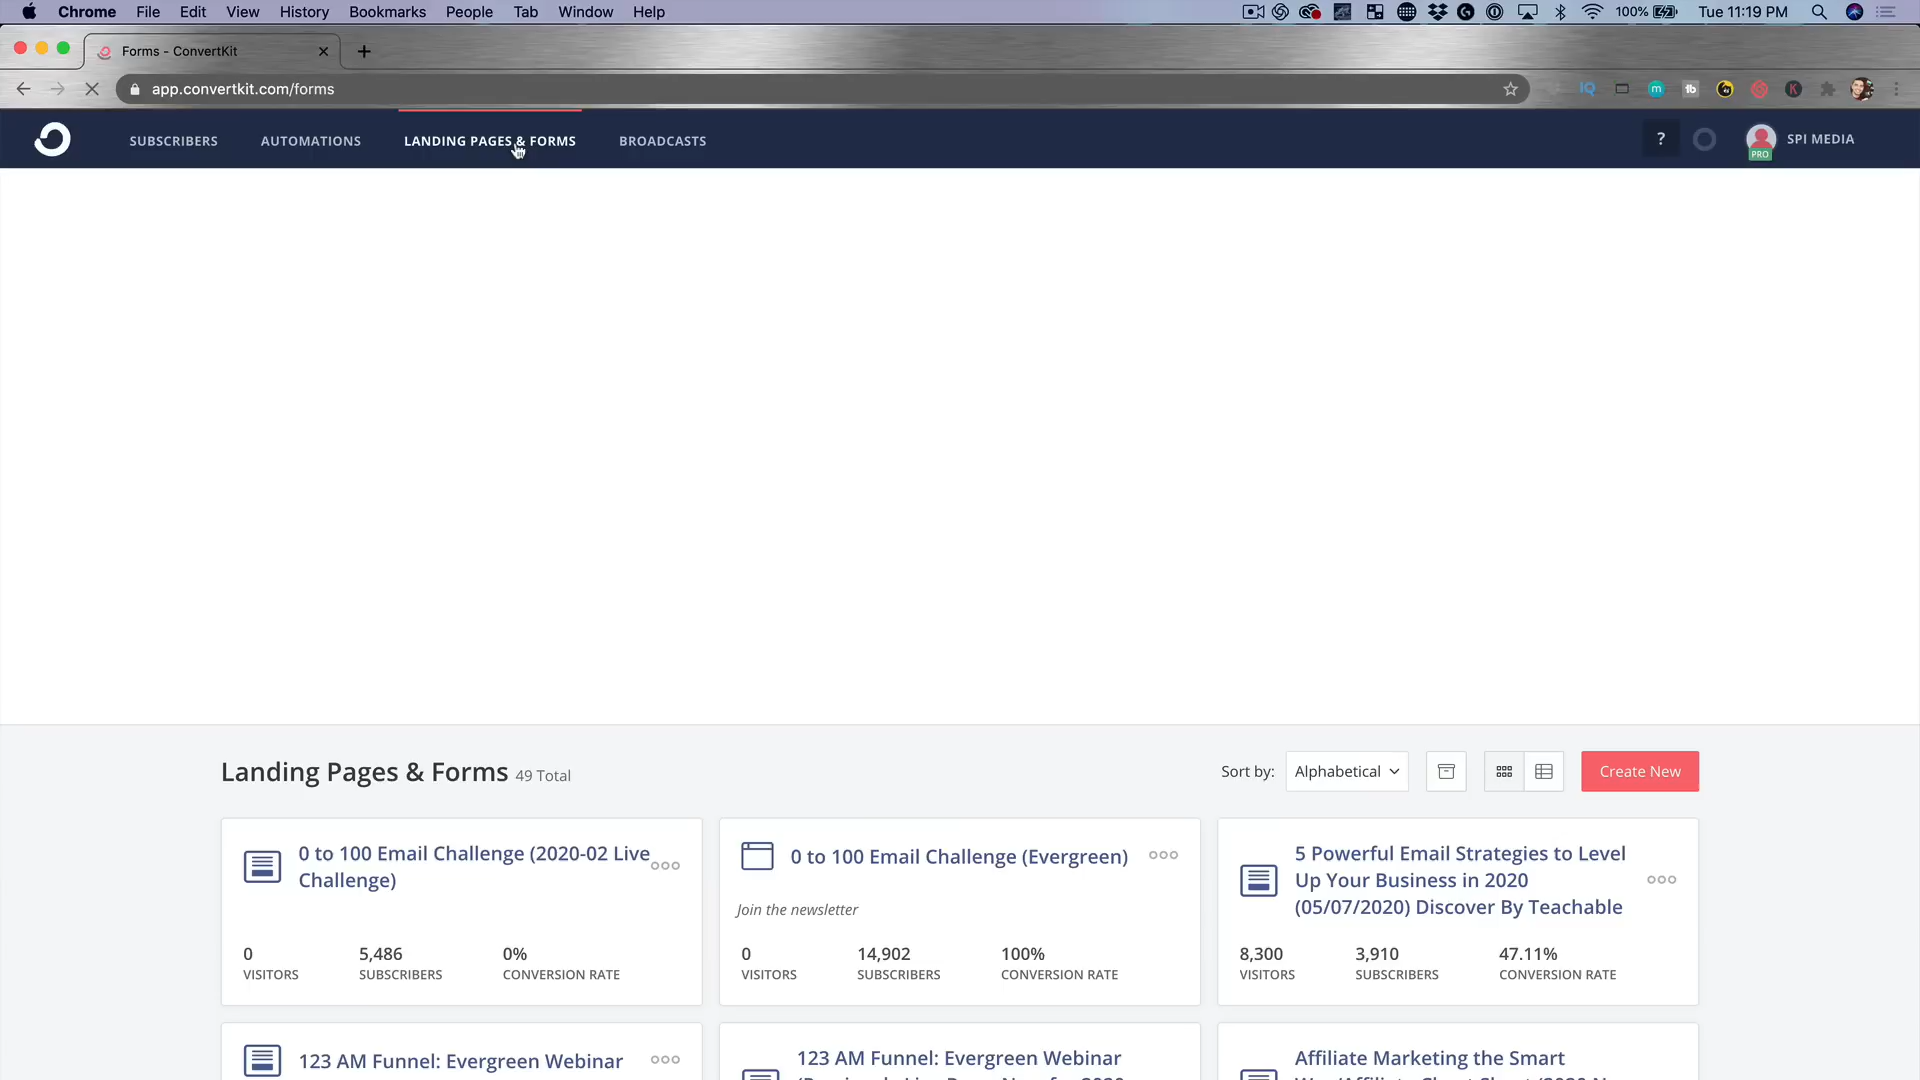 Chrome File Edit View History Bookmarks People Tab Window Help 100% Tue 11:19 PM
Forms - ConvertKit
app.convertkit.com/forms
SUBSCRIBERS AUTOMATIONS LANDING PAGES & FORMS BROADCASTS ? PRO SPI MEDIA
Landing Pages & Forms 49 Total Sort by: Alphabetical Create New
0 to 100 Email Challenge (2020-02 Live
Challenge)
0 5,486 0%
VISITORS SUBSCRIBERS CONVERSION RATE
0 to 100 Email Challenge (Evergreen)
Join the newsletter
0 14,902 100%
VISITORS SUBSCRIBERS CONVERSION RATE
5 Powerful Email Strategies to Level
Up Your Business in 2020
(05/07/2020) Discover By Teachable
8,300 3,910 47.11%
VISITORS SUBSCRIBERS CONVERSION RATE
123 AM Funnel: Evergreen Webinar
123 AM Funnel: Evergreen Webinar
Affiliate Marketing the Smart